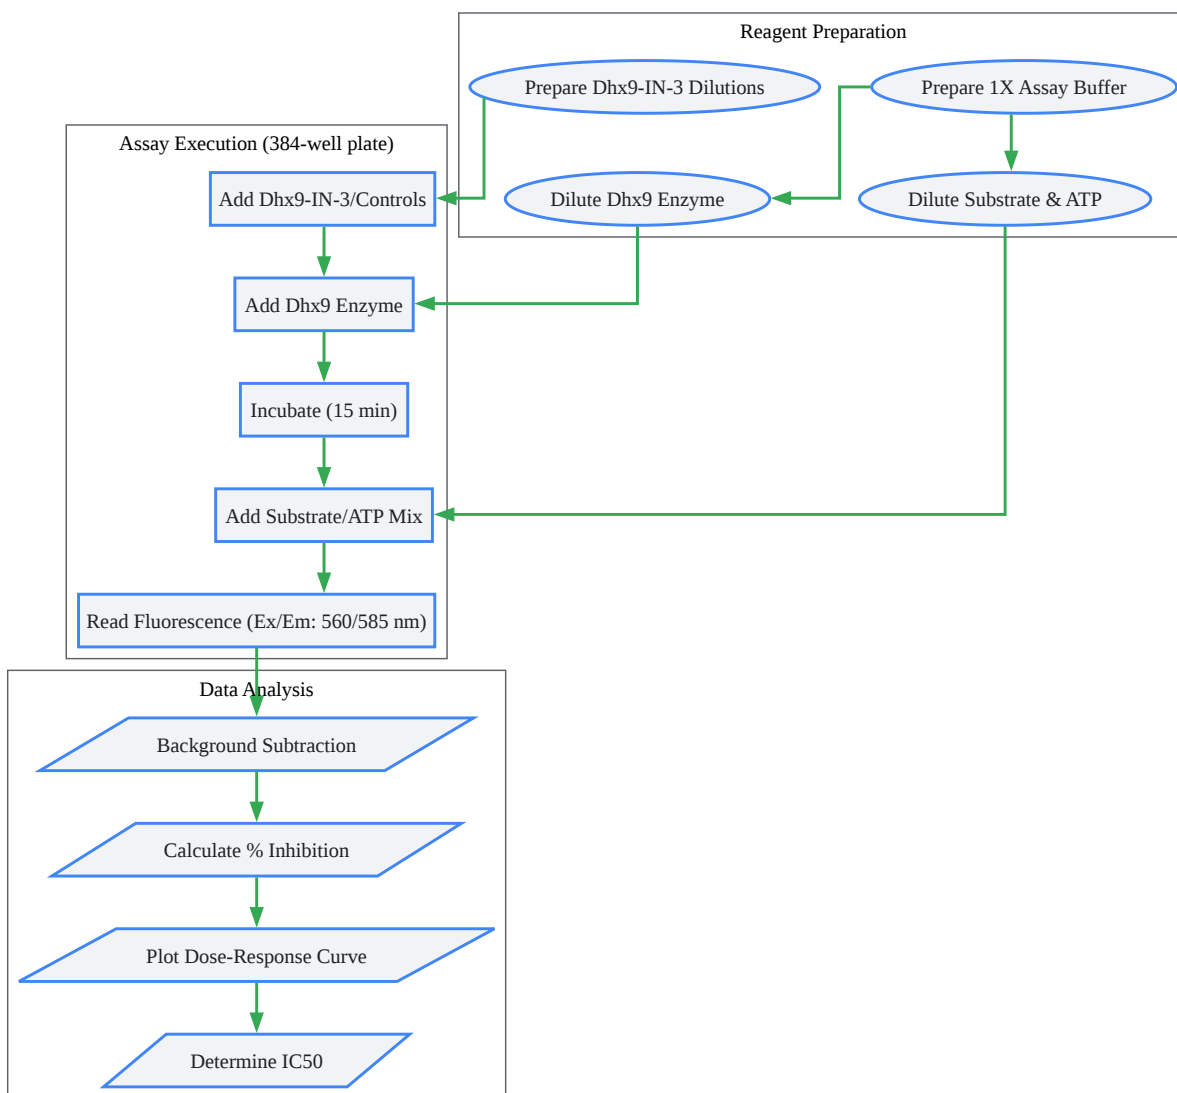 Reagent Preparation
Prepare Dhx9-IN-3 Dilutions
Prepare 1X Assay Buffer
Dilute Dhx9 Enzyme
Dilute Substrate & ATP
Assay Execution (384-well plate)
Add Dhx9-IN-3/Controls
Add Dhx9 Enzyme
Incubate (15 min)
Add Substrate/ATP Mix
Read Fluorescence (Ex/Em: 560/585 nm)
Data Analysis
Background Subtraction
Calculate % Inhibition
Plot Dose-Response Curve
Determine IC50